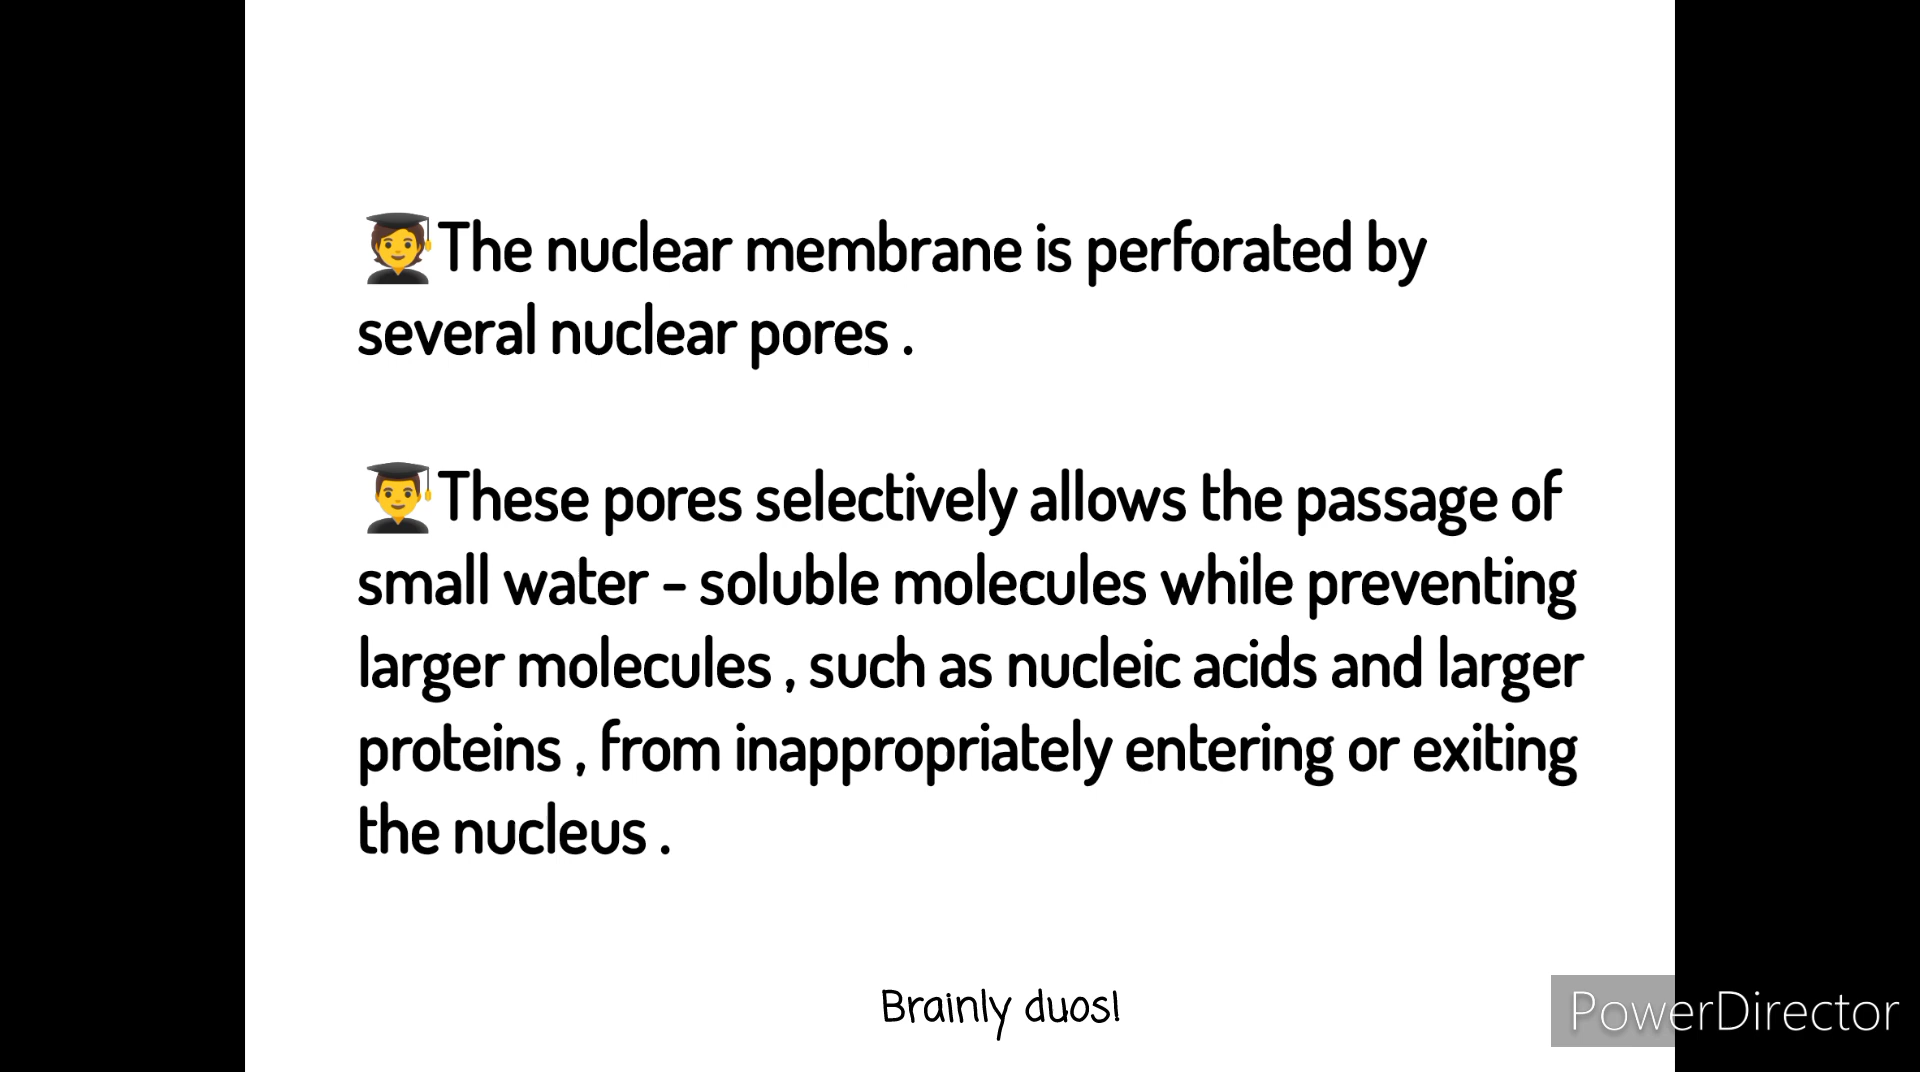 🧑‍🎓The nuclear membrane is perforated by
several nuclear pores .
👨‍🎓These pores selectively allows the passage of
small water - soluble molecules while preventing
larger molecules , such as nucleic acids and larger
proteins , from inappropriately entering or exiting
the nucleus .
Brainly duos!
PowerDirector